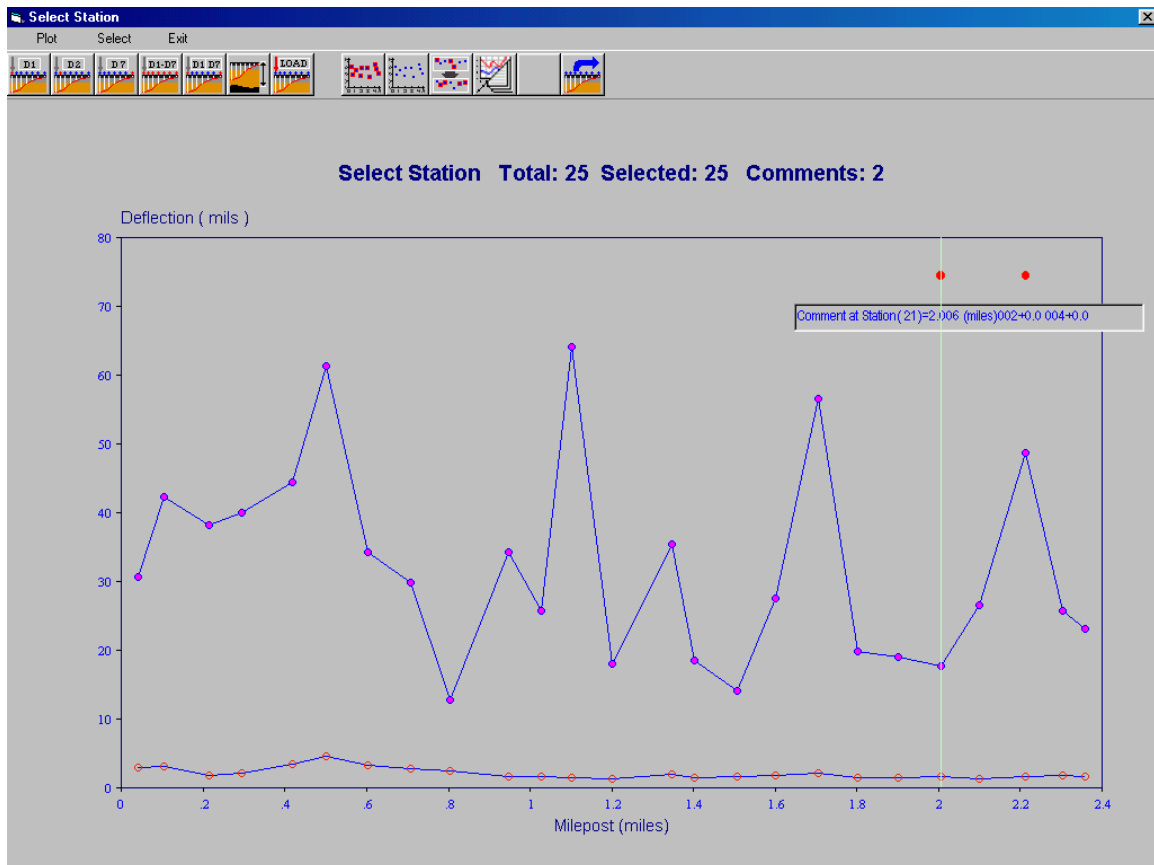 Select Station
Plot Select Exit
D1 D2 D7 D1-D7 D1 D7 LOAD
Select Station Total: 25 Selected: 25 Comments: 2
Deflection ( mils )
80
70
Comment at Station( 21)=2.006 (miles)002+0.0 004+0.0
60
50
40
30
20
10
0
0 .2 .4 .6 .8 1 1.2 1.4 1.6 1.8 2 2.2 2.4
Milepost (miles)